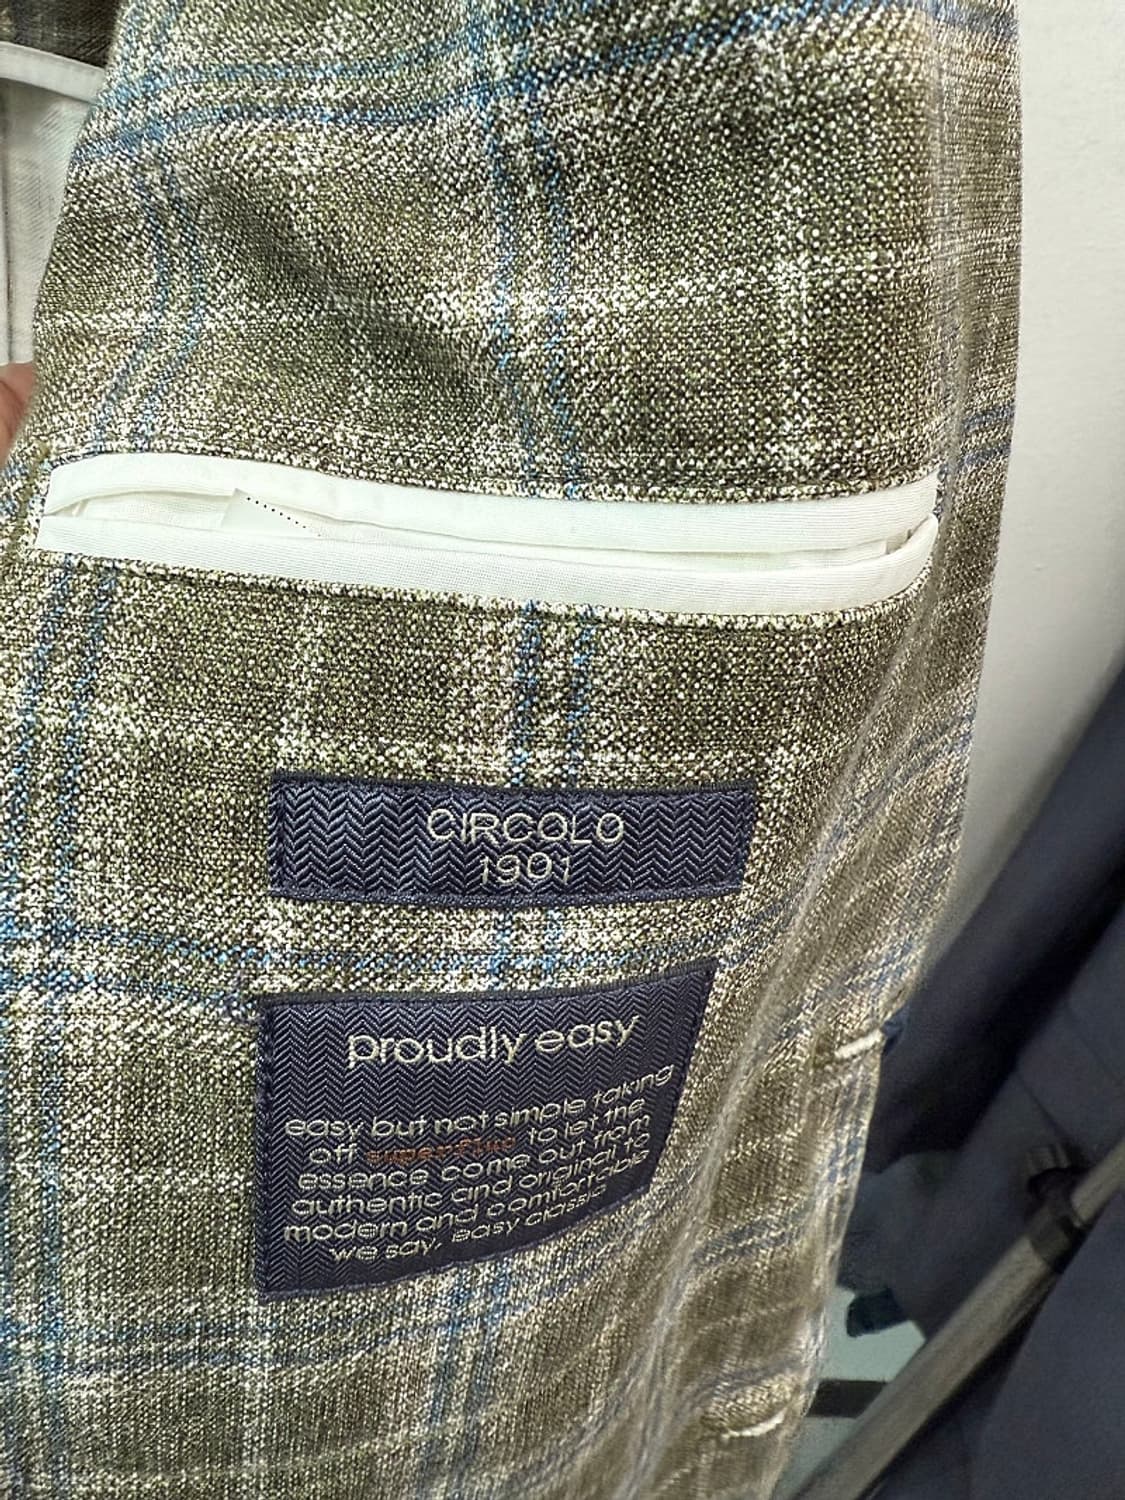 CIRCOLO
1901
proudly easy
easy but not simple taking
off superfluo to let the
essence come out from
authentic and original to
modern and comfortable
we say, easy classic